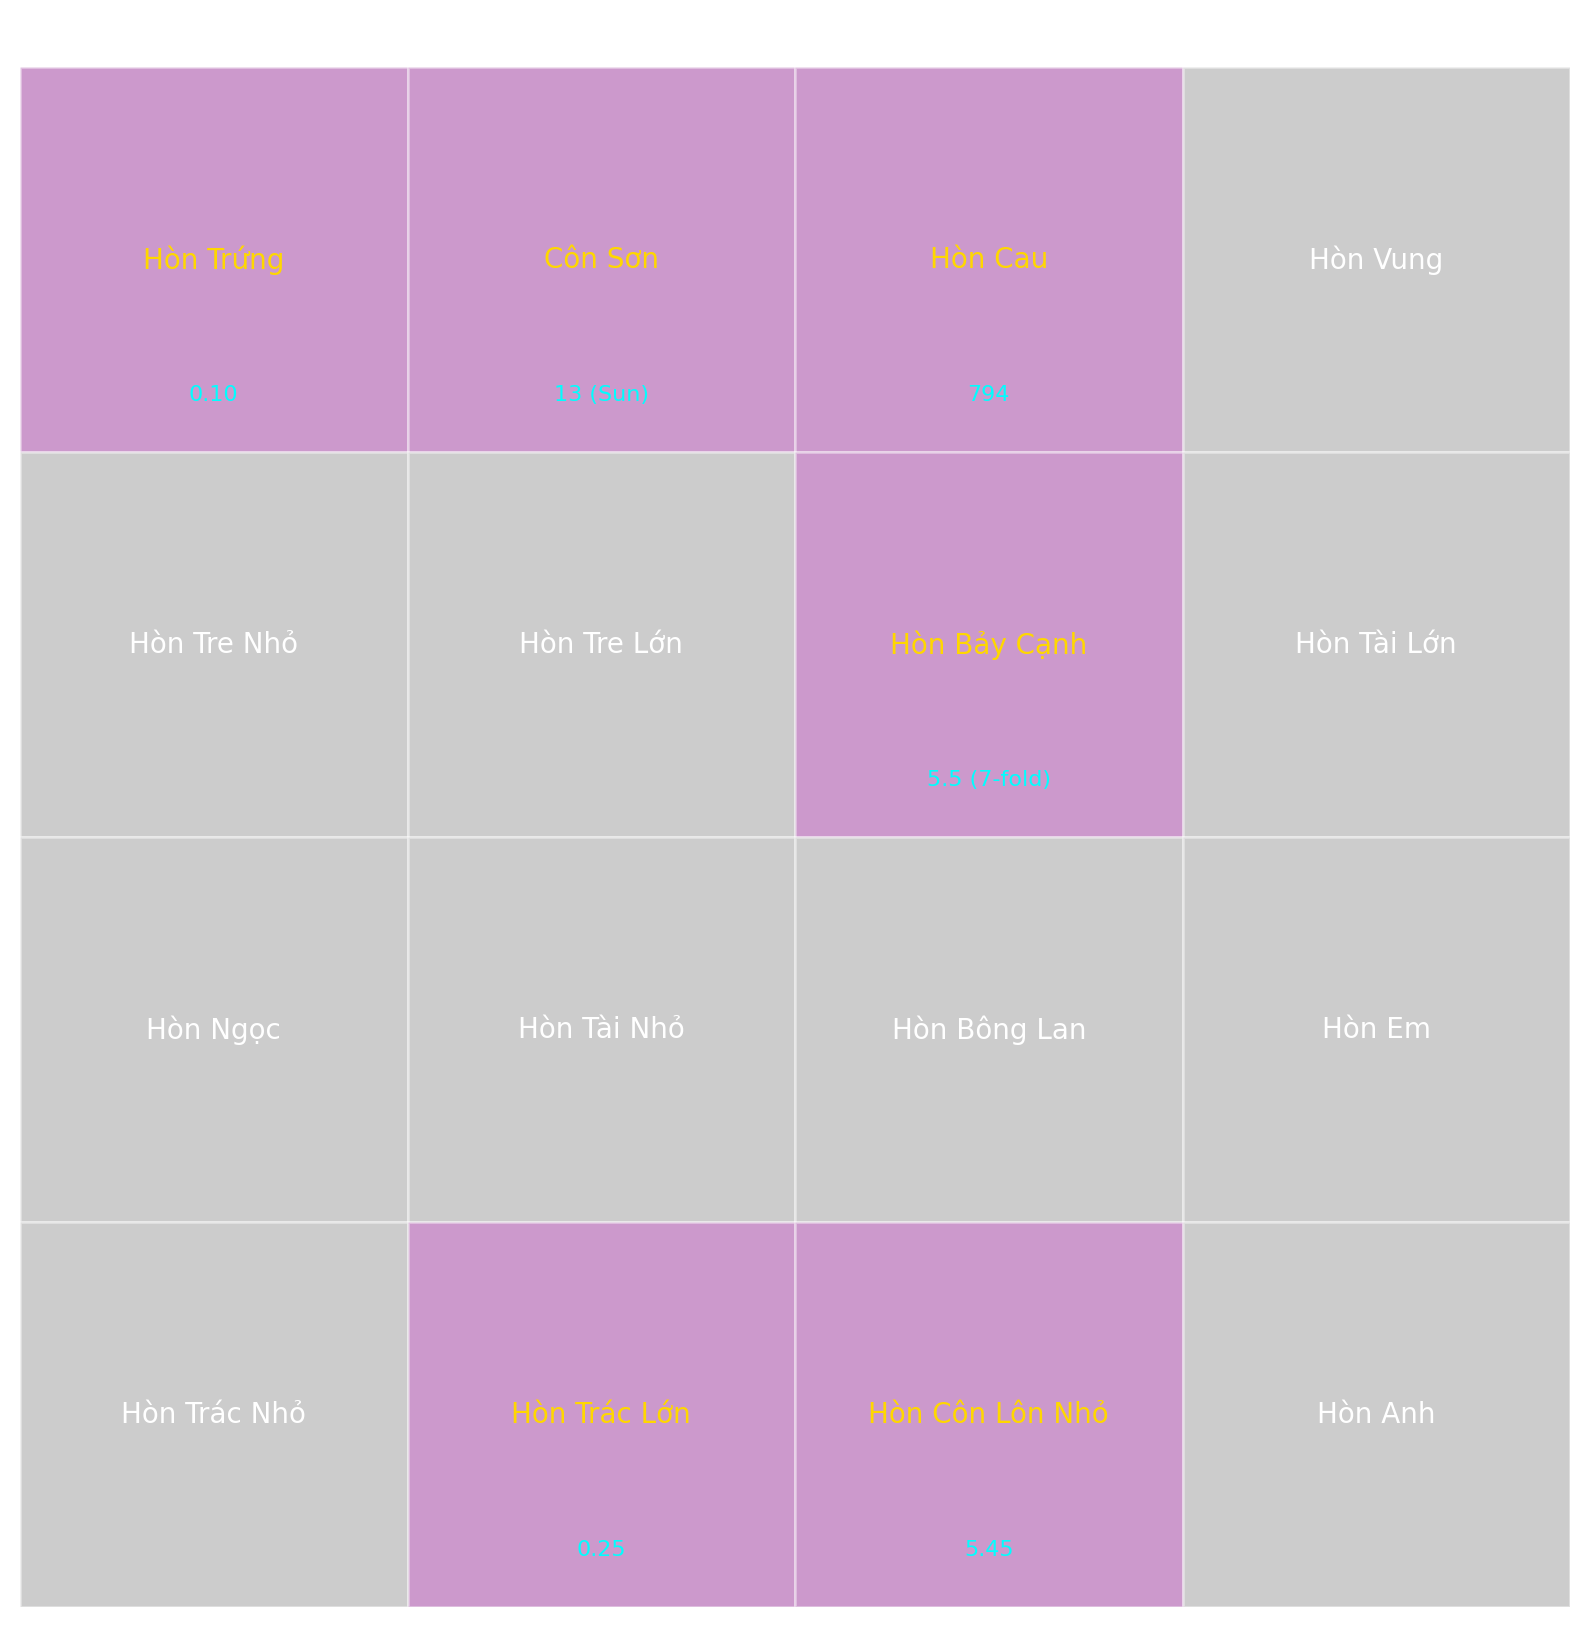 Hòn Trứng
Côn Sơn
Hòn Cau
Hòn Vung
0.10
13 (Sun)
794
Hòn Tre Nhỏ
Hòn Tre Lớn
Hòn Bảy Cạnh
Hòn Tài Lớn
5.5 (7-fold)
Hòn Ngọc
Hòn Tài Nhỏ
Hòn Bông Lan
Hòn Em
Hòn Trác Nhỏ
Hòn Trác Lớn
Hòn Côn Lôn Nhỏ
Hòn Anh
0.25
5.45